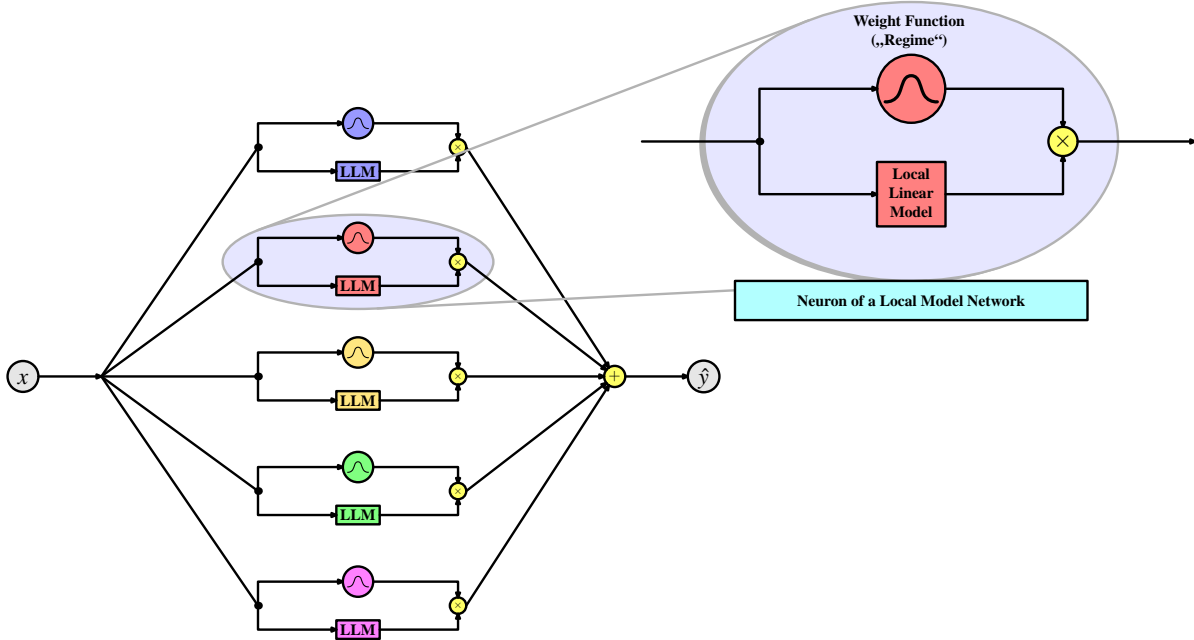 Weight Function
(„Regime“)
×
Local
Linear
Model
Neuron of a Local Model Network
×
LLM
×
LLM
x
×
LLM
+
ŷ
×
LLM
×
LLM